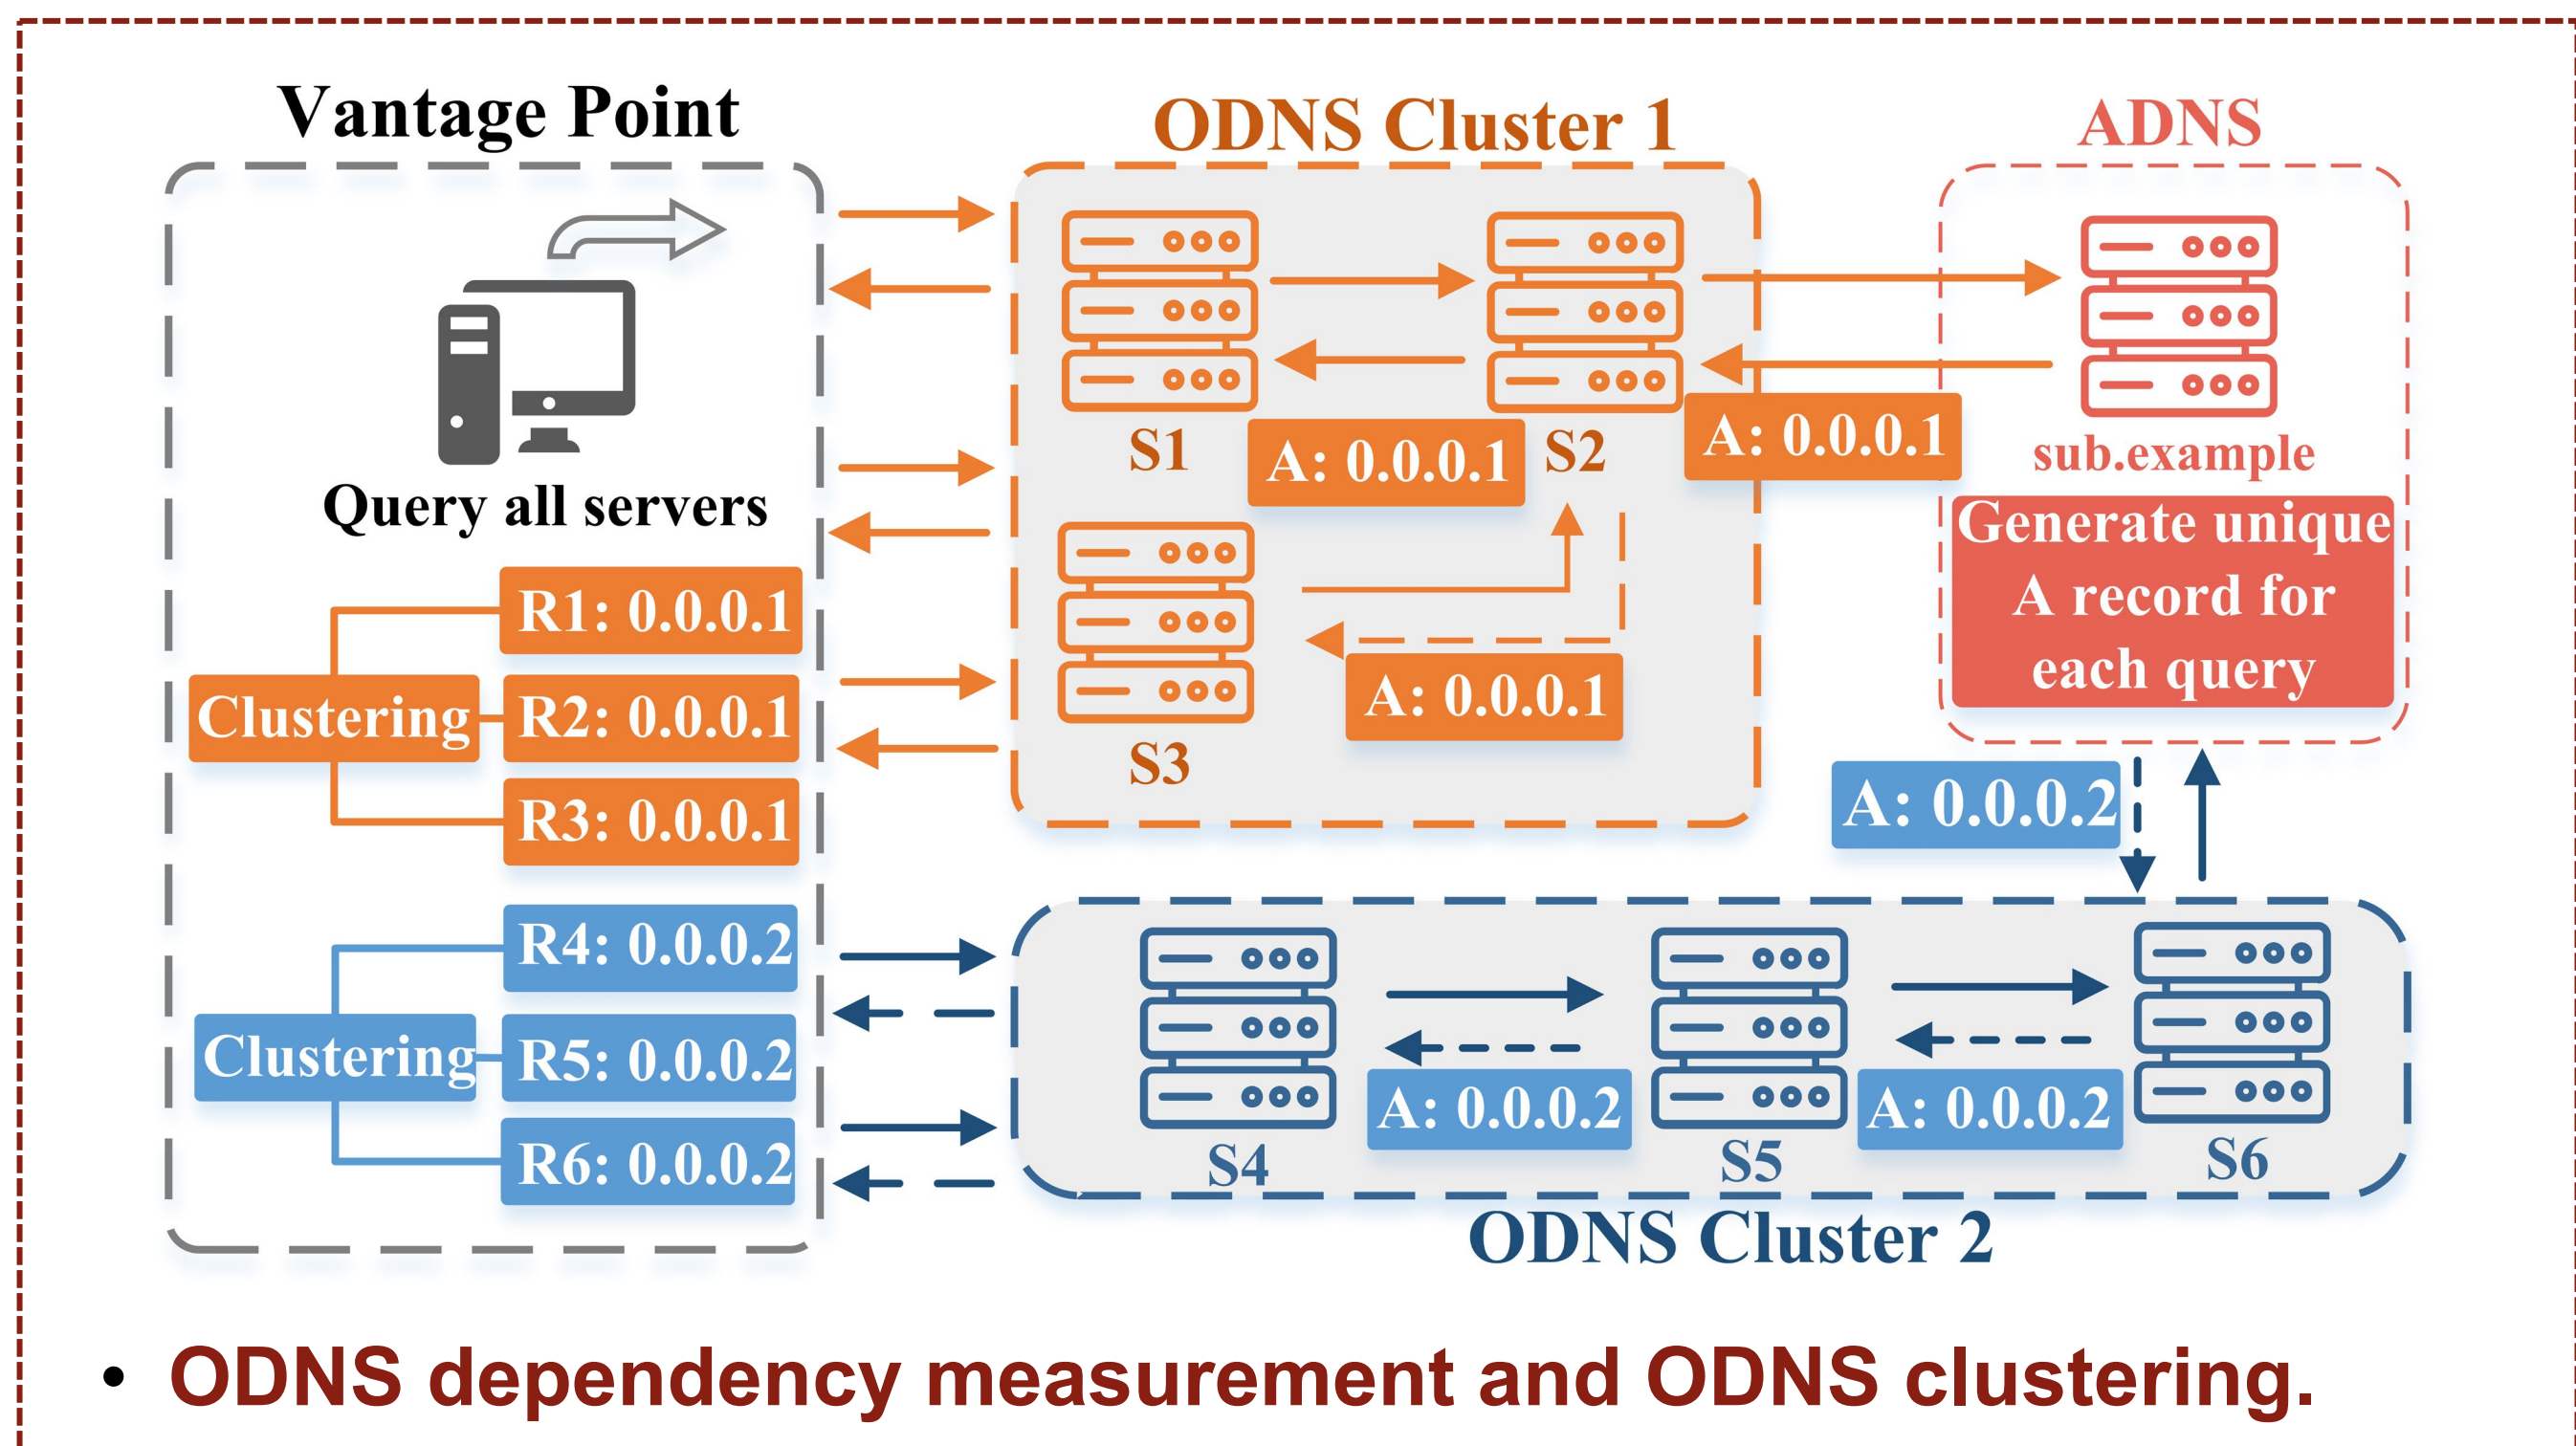 Vantage Point
Query all servers
Clustering
R1: 0.0.0.1
R2: 0.0.0.1
R3: 0.0.0.1
Clustering
R4: 0.0.0.2
R5: 0.0.0.2
R6: 0.0.0.2
ODNS Cluster 1
S1
A: 0.0.0.1
S2
A: 0.0.0.1
S3
A: 0.0.0.1
ADNS
sub.example
Generate unique
A record for
each query
A: 0.0.0.2
S4
A: 0.0.0.2
S5
A: 0.0.0.2
S6
ODNS Cluster 2
• ODNS dependency measurement and ODNS clustering.